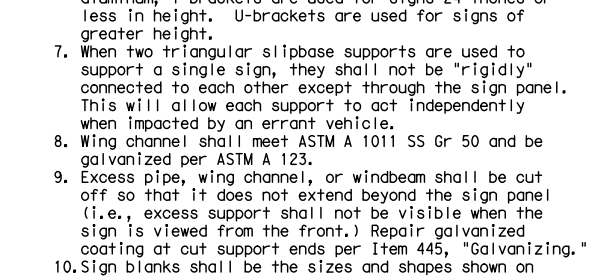 less in height. U-brackets are used for signs of
greater height.
7. When two triangular slipbase supports are used to
support a single sign, they shall not be "rigidly"
connected to each other except through the sign panel.
This will allow each support to act independently
when impacted by an errant vehicle.
8. Wing channel shall meet ASTM A 1011 SS Gr 50 and be
galvanized per ASTM A 123.
9. Excess pipe, wing channel, or windbeam shall be cut
off so that it does not extend beyond the sign panel
(i.e., excess support shall not be visible when the
sign is viewed from the front.) Repair galvanized
coating at cut support ends per Item 445, "Galvanizing."
10. Sign blanks shall be the sizes and shapes shown on